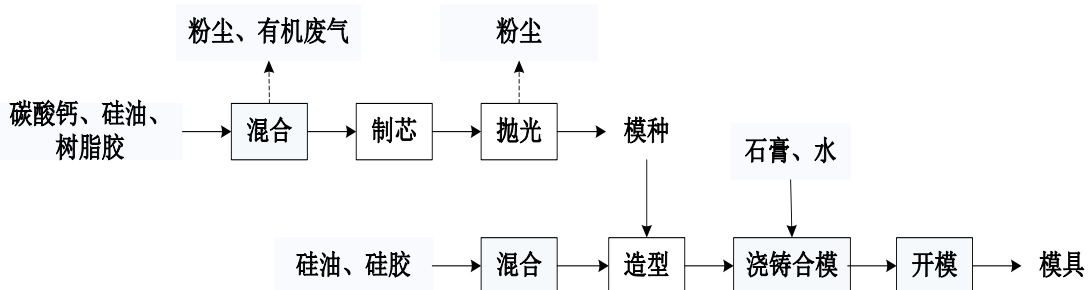 粉尘、有机废气
粉尘
碳酸钙、硅油、
树脂胶
混合
制芯
抛光
模种
石膏、水
硅油、硅胶
混合
造型
浇铸合模
开模
模具